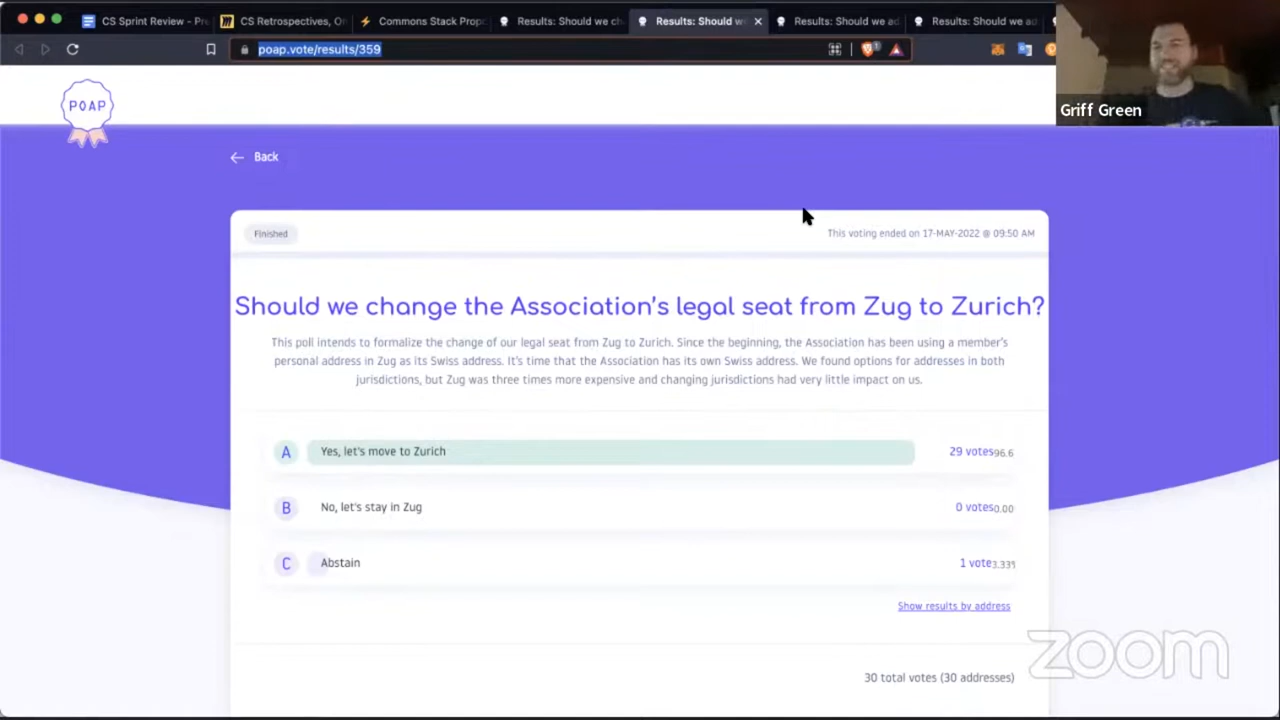 CS Sprint Review - Pre
CS Retrospectives, O
Commons Stack Prop
Results: Should we ch
Results: Should w
Results: Should we ad
Results: Should we ad
poap.vote/results/359
Griff Green
POAP
Back
Finished
This voting ended on 17-MAY-2022 @ 09:50 AM
Should we change the Association's legal seat from Zug to Zurich?
This poll intends to formalize the change of our legal seat from Zug to Zurich. Since the beginning, the Association has been using a member's
personal address in Zug as its Swiss address. It's time that the Association has its own Swiss address. We found options for addresses in both
jurisdictions, but Zug was three times more expensive and changing jurisdictions had very little impact on us.
A Yes, let's move to Zurich 29 votes 96.6
B No, let's stay in Zug 0 votes 0.00
C Abstain 1 vote 3.33
Show results by address
30 total votes (30 addresses)
zoom